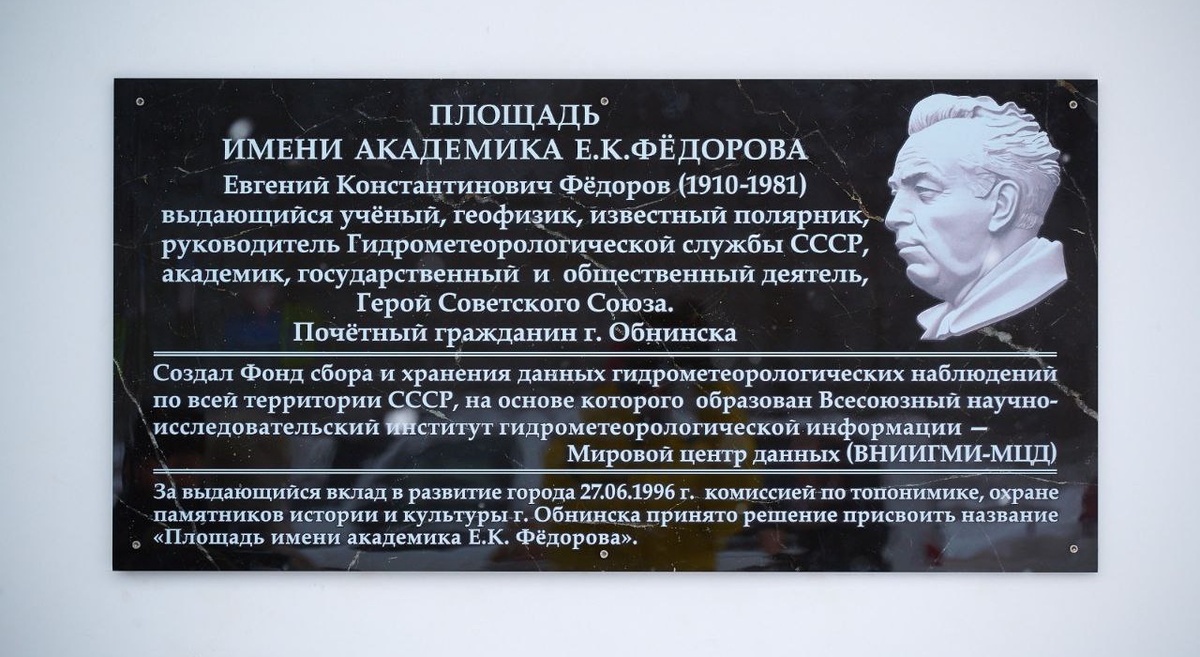 ПЛОЩАДЬ
ИМЕНИ АКАДЕМИКА Е.К.ФЁДОРОВА
Евгений Константинович Фёдоров (1910-1981)
выдающийся учёный, геофизик, известный полярник,
руководитель Гидрометеорологической службы СССР,
академик, государственный и общественный деятель,
Герой Советского Союза.
Почётный гражданин г. Обнинска
Создал Фонд сбора и хранения данных гидрометеорологических наблюдений
по всей территории СССР, на основе которого образован Всесоюзный научно-
исследовательский институт гидрометеорологической информации —
Мировой центр данных (ВНИИГМИ-МЦД)
За выдающийся вклад в развитие города 27.06.1996 г. комиссией по топонимике, охране
памятников истории и культуры г. Обнинска принято решение присвоить название
«Площадь имени академика Е.К. Фёдорова».